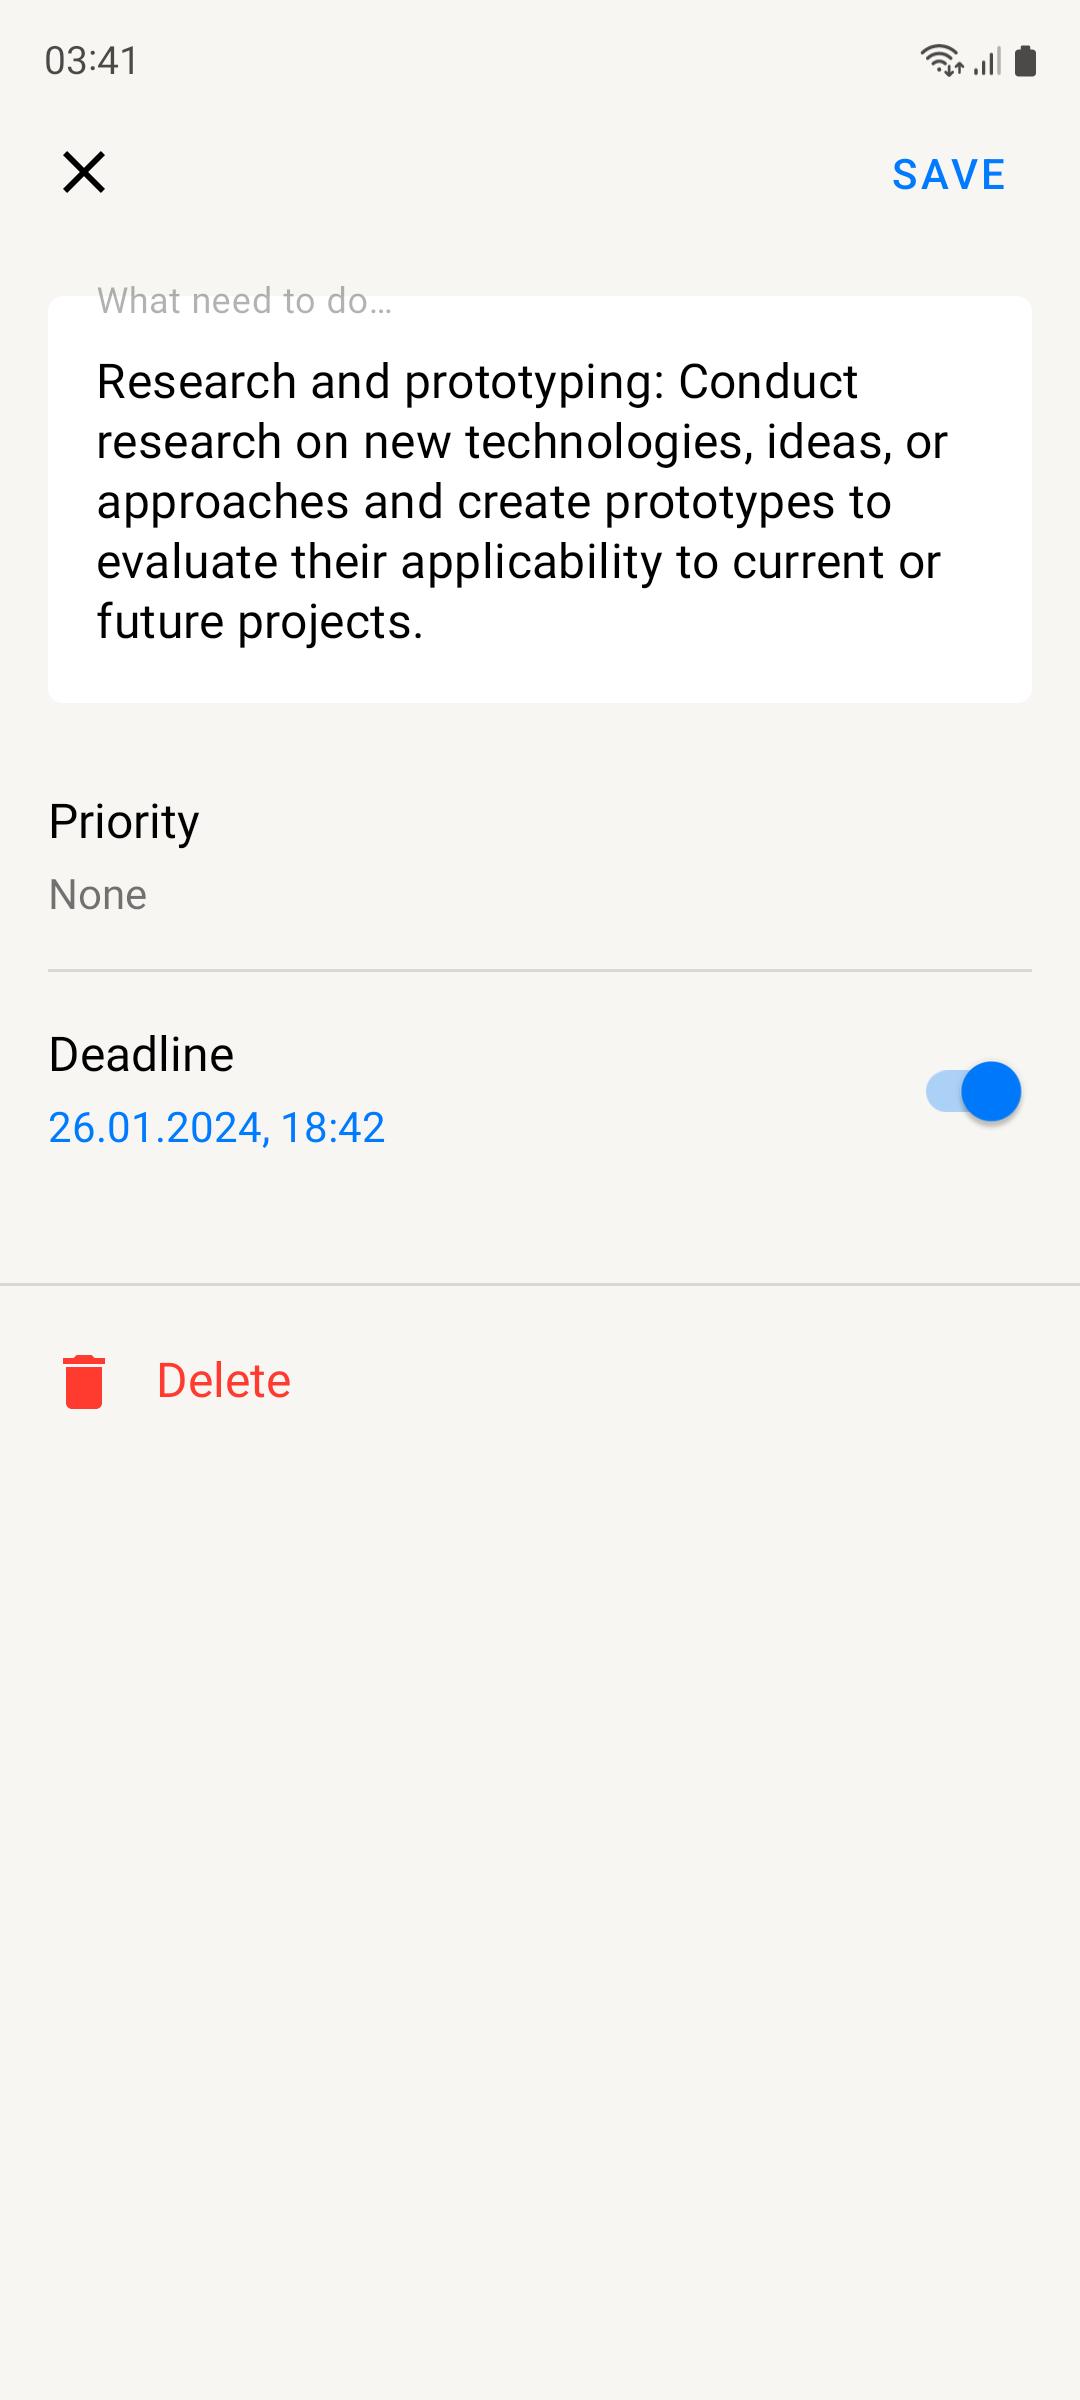 03:41
SAVE
What need to do...
Research and prototyping: Conduct
research on new technologies, ideas, or
approaches and create prototypes to
evaluate their applicability to current or
future projects.
Priority
None
Deadline
26.01.2024, 18:42
Delete